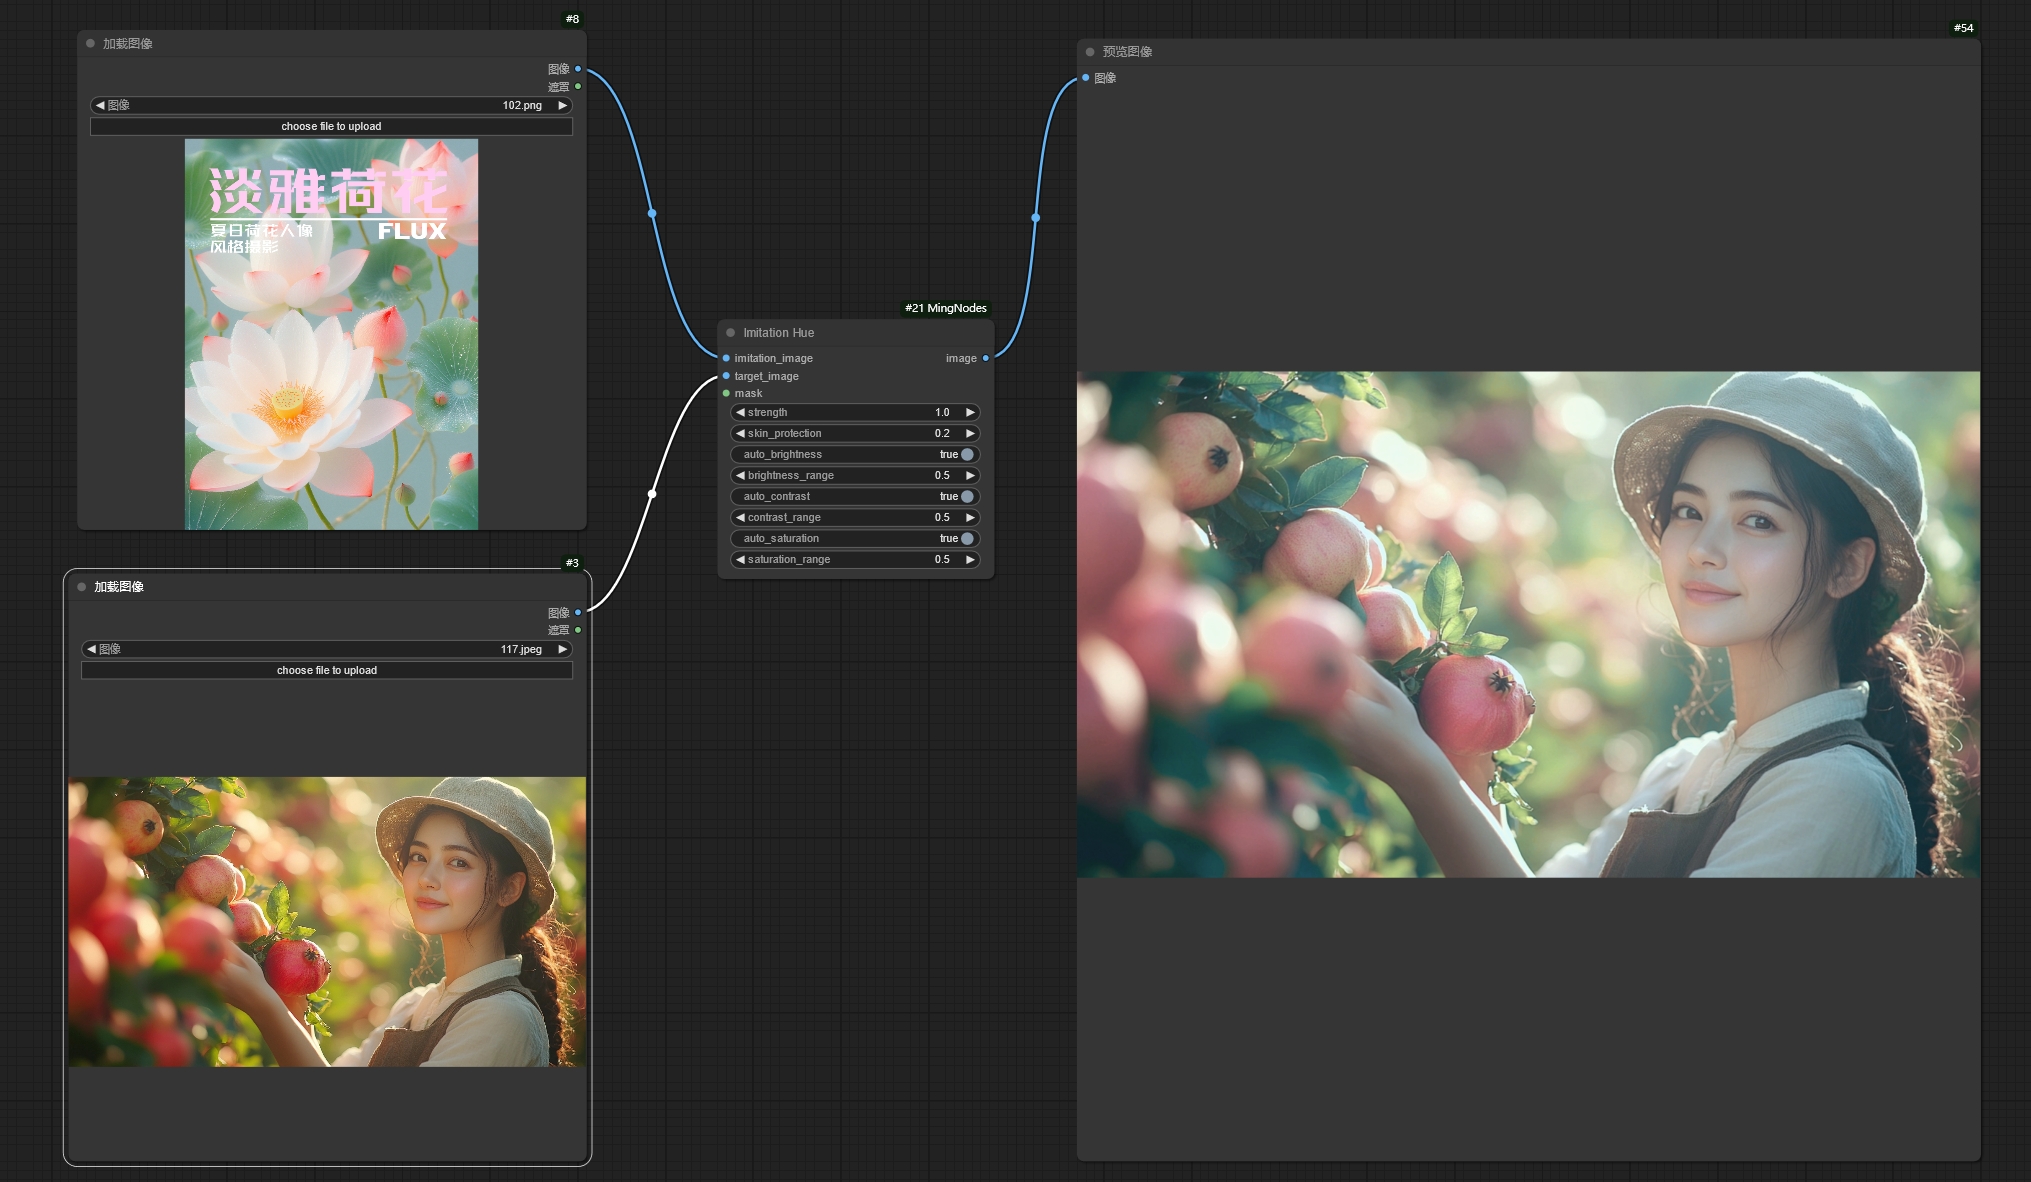 #8
加载图像
图像
遮罩
图像 102.png
choose file to upload
淡雅荷花
夏日荷花人像
风格摄影
FLUX
#3
加载图像
图像
遮罩
图像 117.jpeg
choose file to upload
#21 MingNodes
Imitation Hue
imitation_image image
target_image
mask
strength 1.0
skin_protection 0.2
auto_brightness true
brightness_range 0.5
auto_contrast true
contrast_range 0.5
auto_saturation true
saturation_range 0.5
#54
预览图像
图像